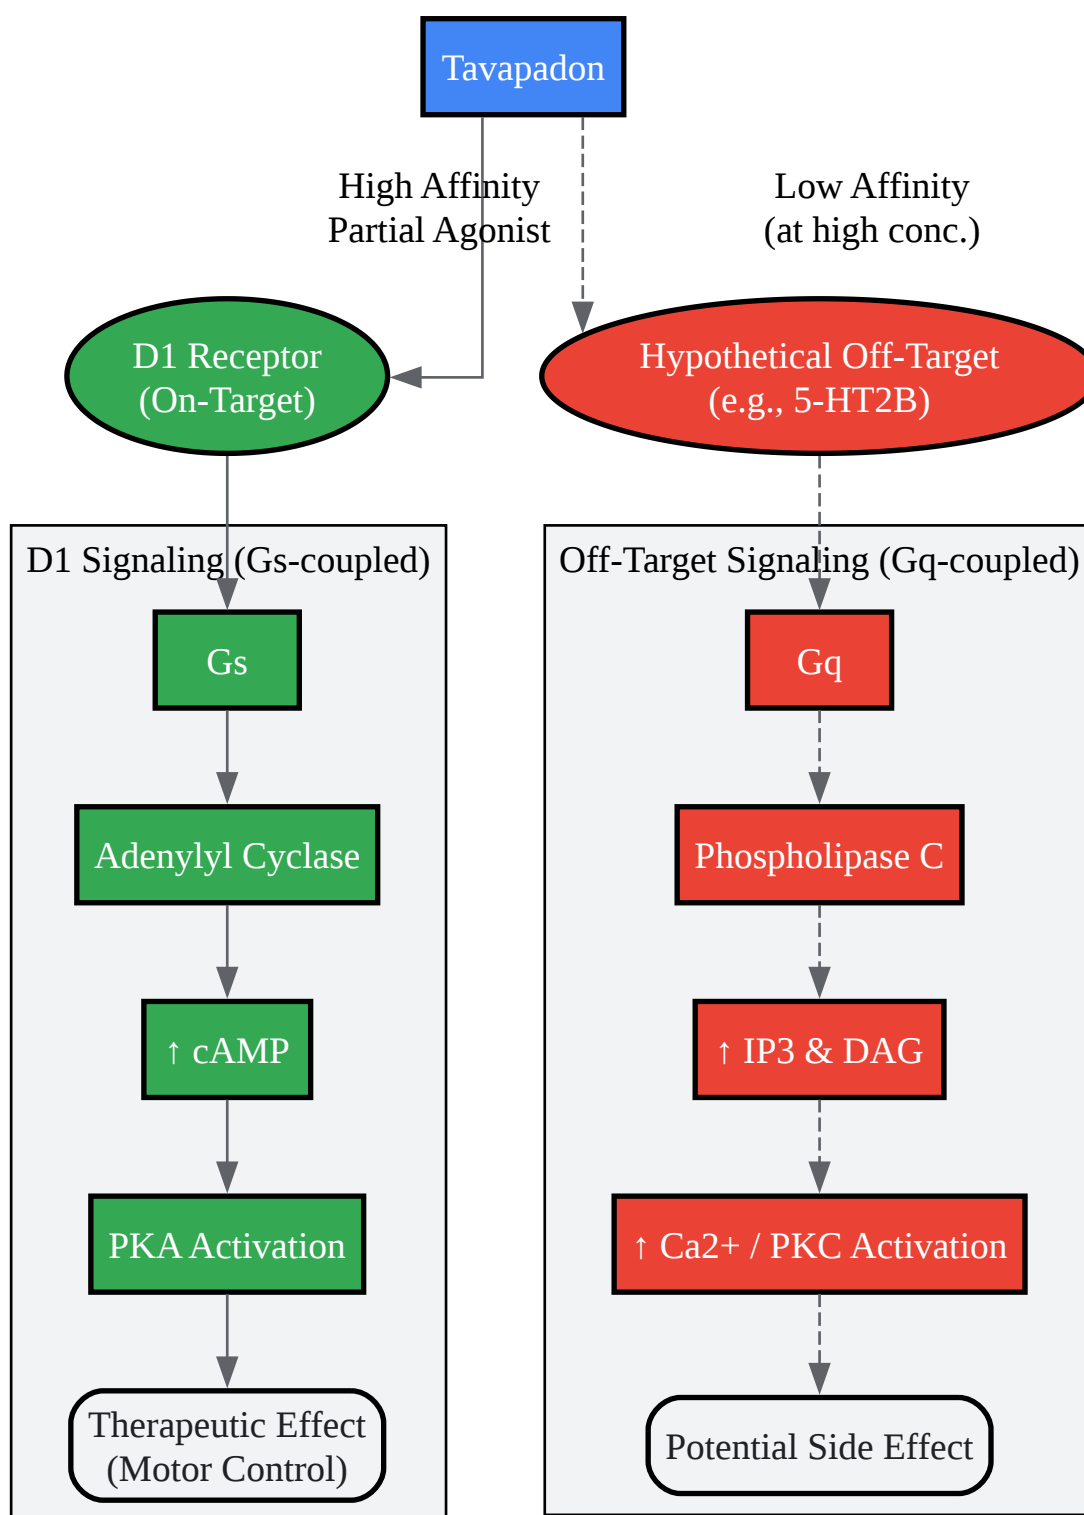 Tavapadon
High Affinity
Partial Agonist
Low Affinity
(at high conc.)
D1 Receptor
(On-Target)
Hypothetical Off-Target
(e.g., 5-HT2B)
D1 Signaling (Gs-coupled)
Gs
Adenylyl Cyclase
↑ cAMP
PKA Activation
Therapeutic Effect
(Motor Control)
Off-Target Signaling (Gq-coupled)
Gq
Phospholipase C
↑ IP3 & DAG
↑ Ca2+ / PKC Activation
Potential Side Effect